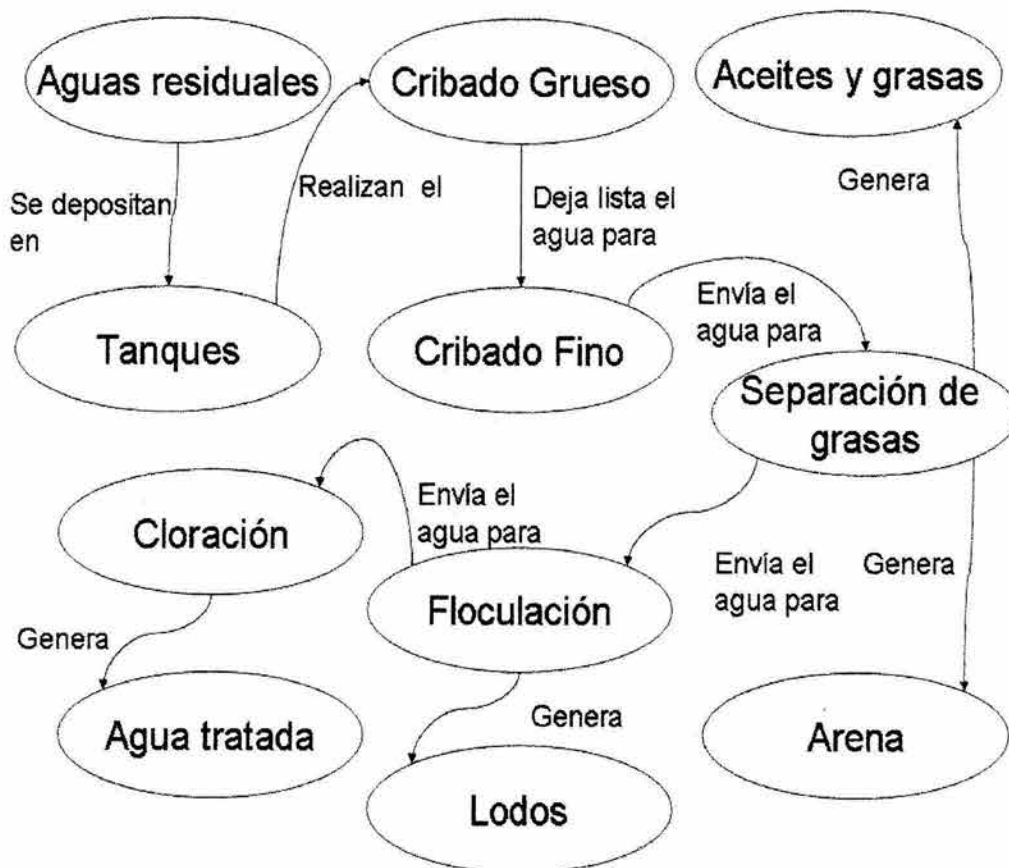 Aguas residuales
Cribado Grueso
Aceites y grasas
Se depositan
en
Realizan el
Deja lista el
agua para
Genera
Tanques
Cribado Fino
Envía el
agua para
Separación de
grasas
Cloración
Envía el
agua para
Floculación
Envía el
agua para
Genera
Genera
Agua tratada
Genera
Arena
Lodos